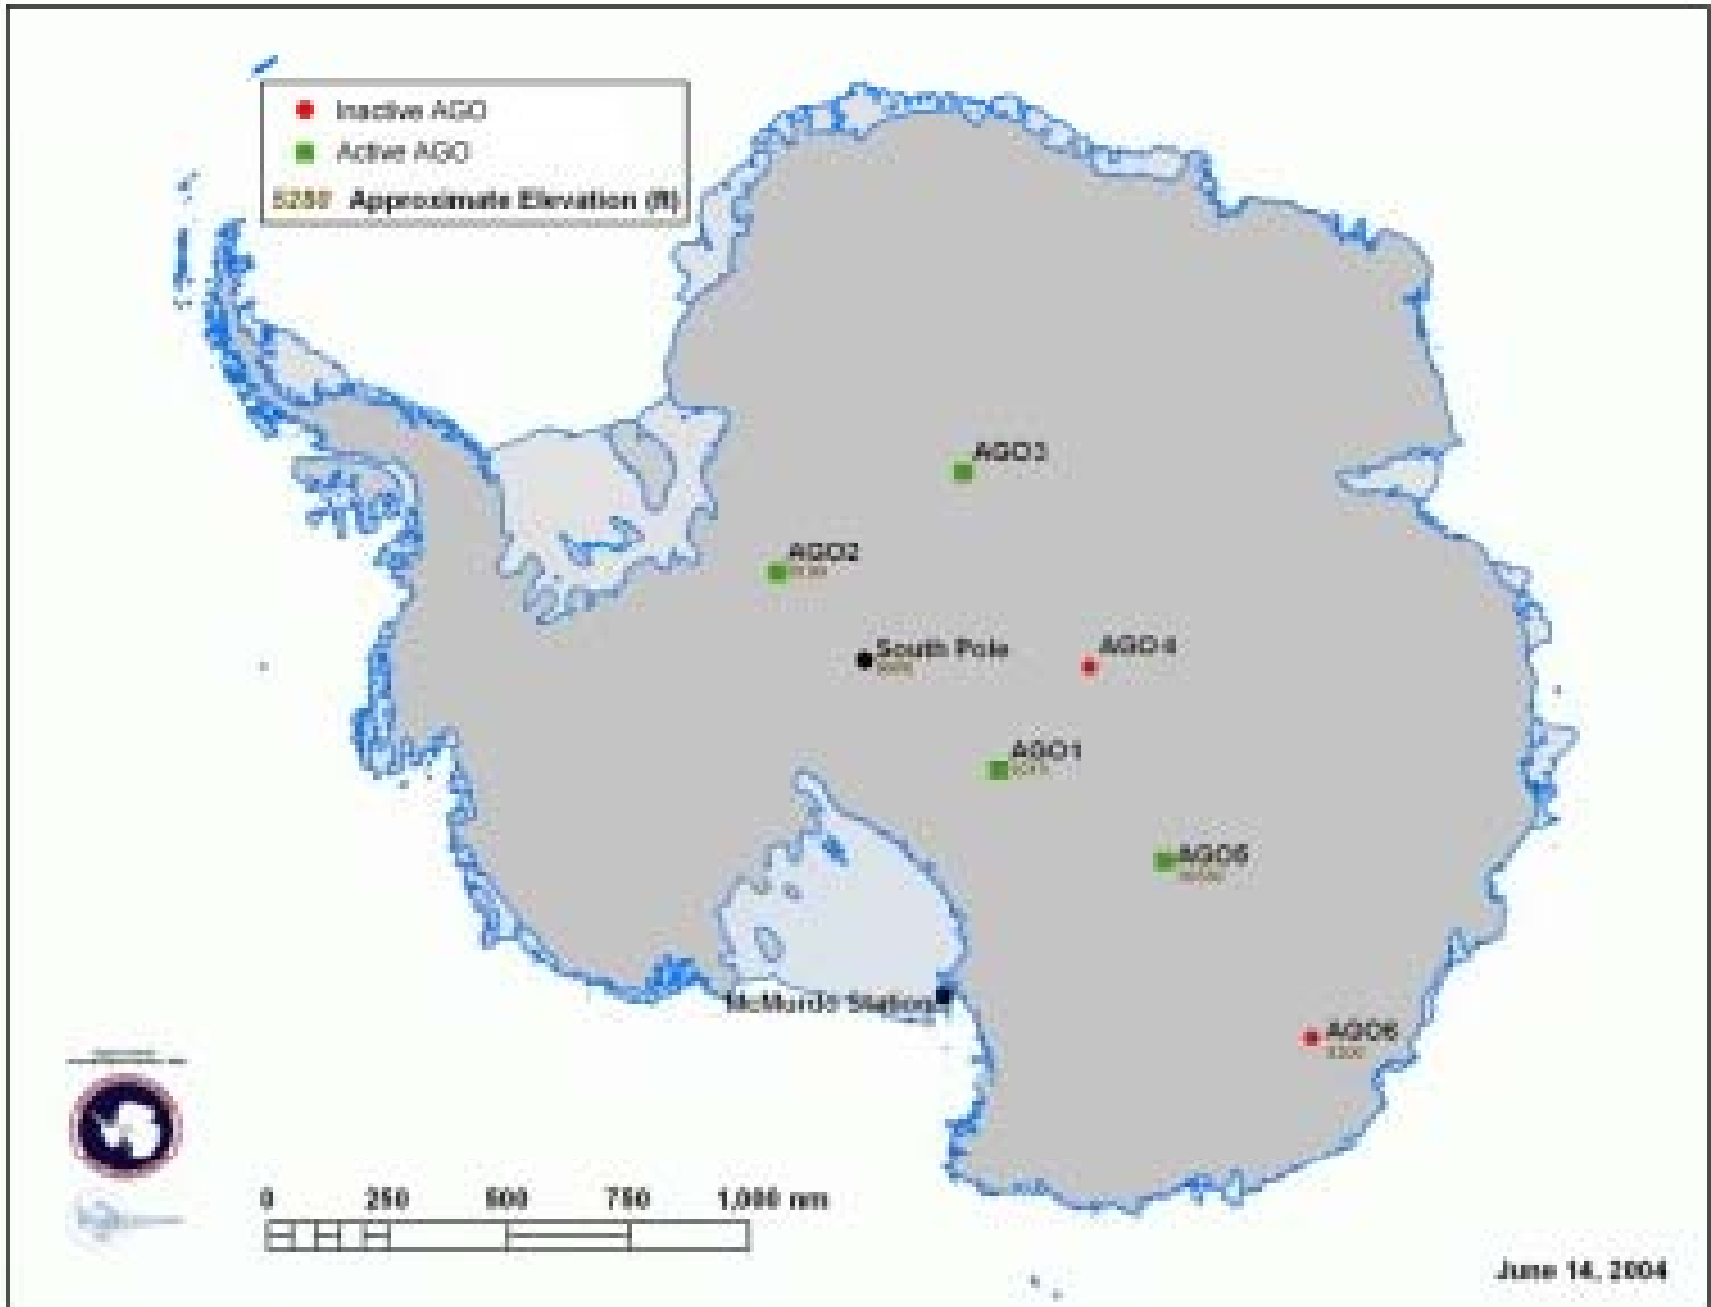 Inactive AGO
Active AGO
5250 Approximate Elevation (ft)
AGO3
AGO2
South Pole
AGO4
AGO1
AGO5
McMurdo Station
AGO6
0 250 500 750 1,000 nm
June 14, 2004